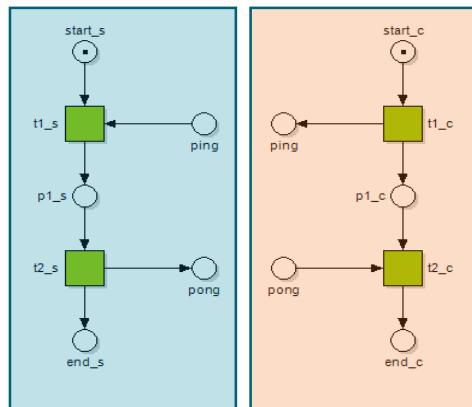 start_s
t1_s
ping
p1_s
t2_s
pong
end_s
start_c
t1_c
ping
p1_c
t2_c
pong
end_c